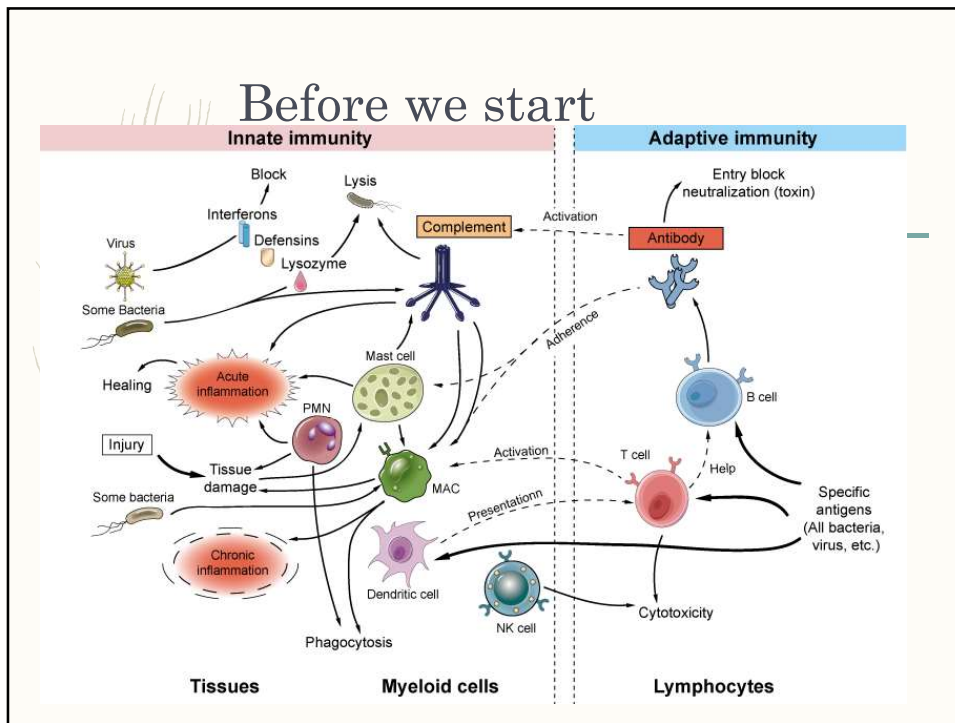 Before we start
Innate immunity
Adaptive immunity
Block
Lysis
Interferons
Defensins
Lysozyme
Virus
Some Bacteria
Complement
Activation
Entry block
neutralization (toxin)
Antibody
Adherence
Mast cell
Healing
Acute
inflammation
PMN
B cell
Injury
Tissue
damage
MAC
Activation
T cell
Help
Some bacteria
Presentationn
Specific
antigens
(All bacteria,
virus, etc.)
Chronic
inflammation
Dendritic cell
NK cell
Cytotoxicity
Phagocytosis
Tissues
Myeloid cells
Lymphocytes